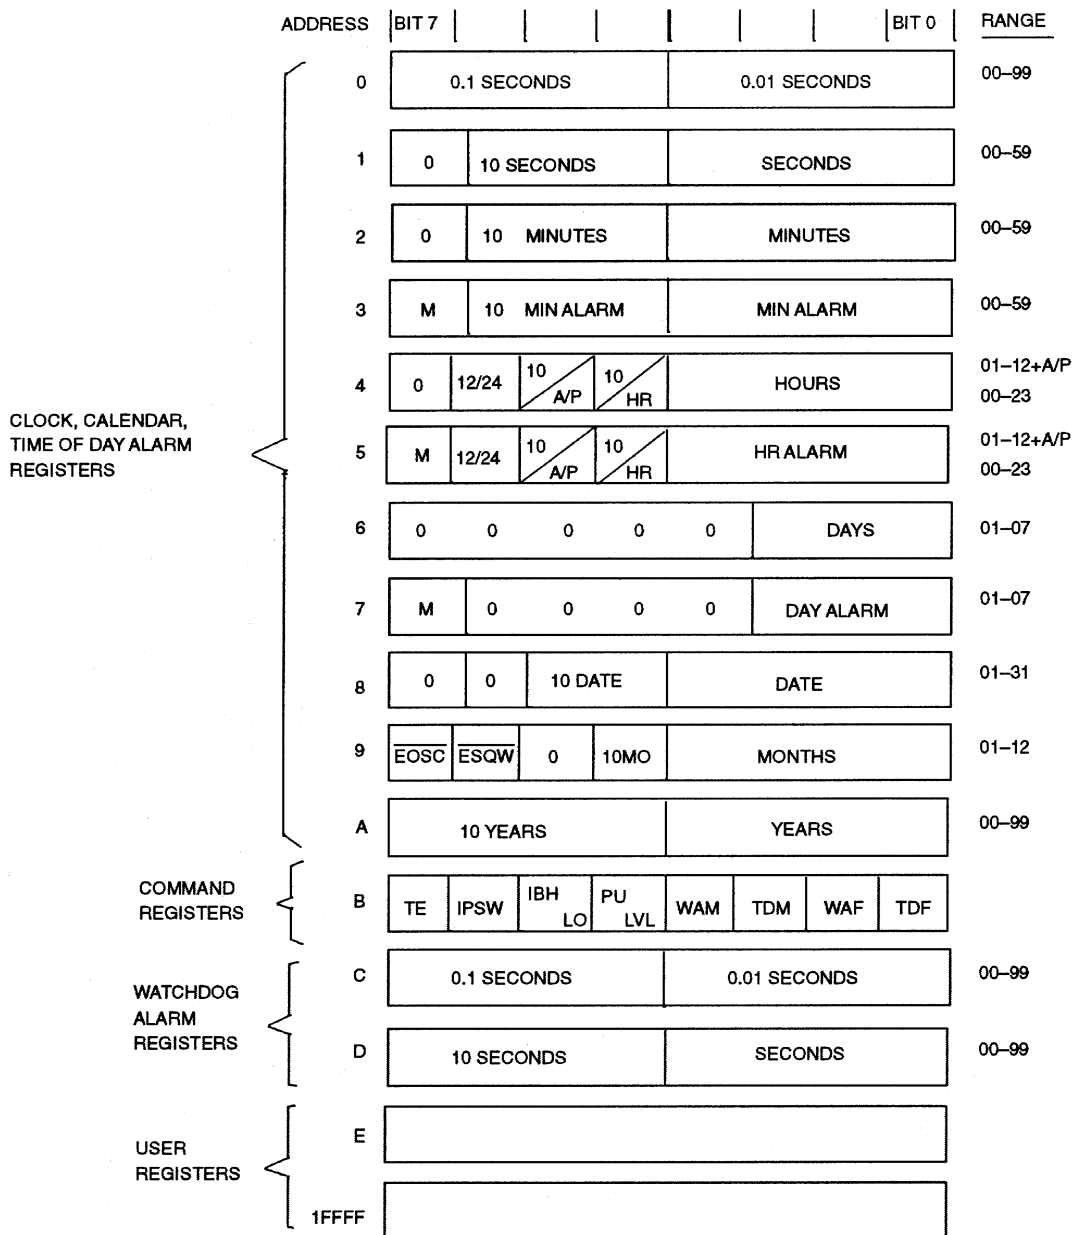 ADDRESS BIT 7 BIT 0 RANGE
0 0.1 SECONDS 0.01 SECONDS 00–99
1 0 10 SECONDS SECONDS 00–59
2 0 10 MINUTES MINUTES 00–59
3 M 10 MIN ALARM MIN ALARM 00–59
4 0 12/24 10 A/P 10 HR HOURS 01–12+A/P
00–23
CLOCK, CALENDAR,
TIME OF DAY ALARM
REGISTERS
5 M 12/24 10 A/P 10 HR HR ALARM 01–12+A/P
00–23
6 0 0 0 0 0 DAYS 01–07
7 M 0 0 0 0 DAY ALARM 01–07
8 0 0 10 DATE DATE 01–31
9 EOSC ESQW 0 10MO MONTHS 01–12
A 10 YEARS YEARS 00–99
COMMAND
REGISTERS
B TE IPSW IBH LO PU LVL WAM TDM WAF TDF
WATCHDOG
ALARM
REGISTERS
C 0.1 SECONDS 0.01 SECONDS 00–99
D 10 SECONDS SECONDS 00–99
USER
REGISTERS
E
1FFFF